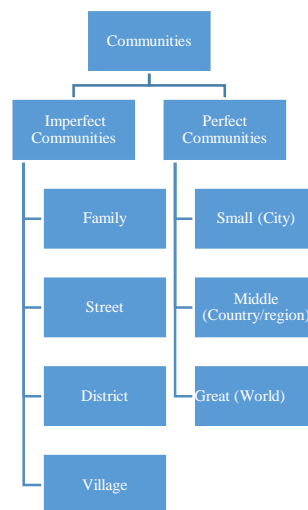 Communities
Imperfect
Communities
Perfect
Communities
Family
Street
District
Village
Small (City)
Middle
(Country/region)
Great (World)